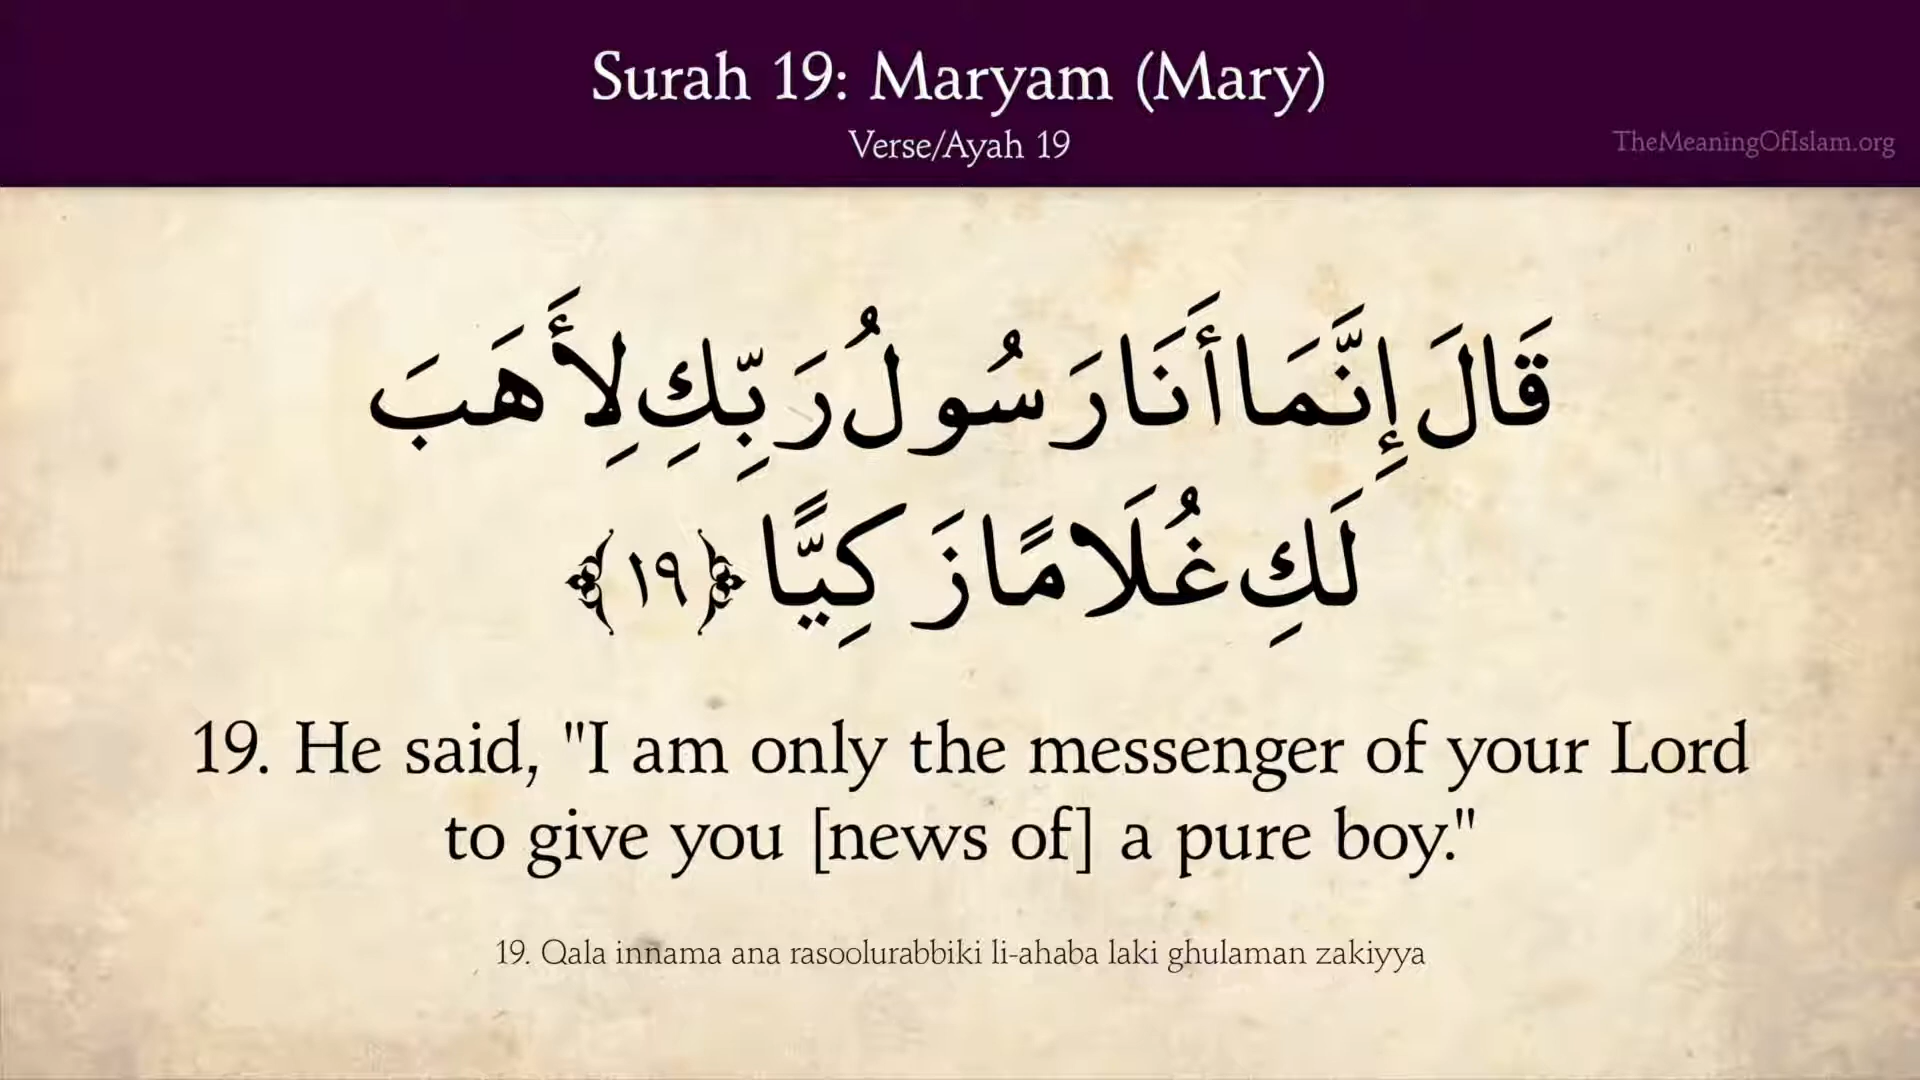 Surah 19: Maryam (Mary)
Verse/Ayah 19
TheMeaningOfIslam.org
قَالَ إِنَّمَا أَنَا رَسُولُ رَبِّكِ لِأَهَبَ
لَكِ غُلَامًا زَكِيًّا ﴿١٩﴾
19. He said, "I am only the messenger of your Lord
to give you [news of] a pure boy."
19. Qala innama ana rasoolurabbiki li-ahaba laki ghulaman zakiyya